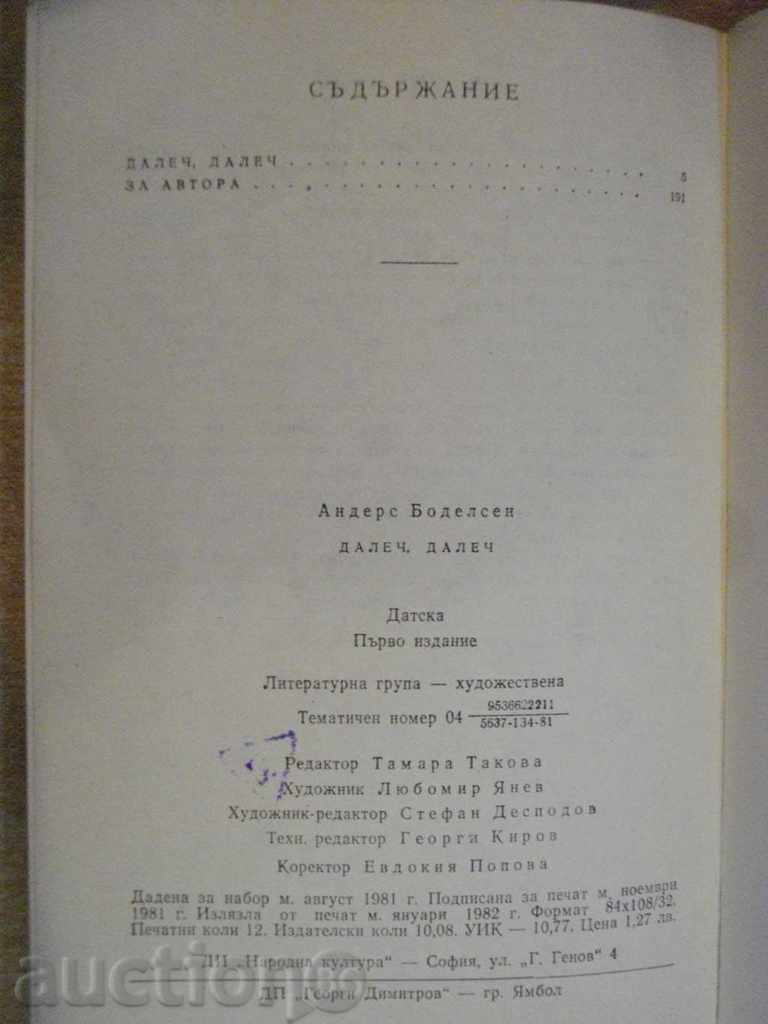 СЪДЪРЖАНИЕ
ДАЛЕЧ, ДАЛЕЧ . . . . . . . . . . . . . . . . . . . 5
ЗА АВТОРА . . . . . . . . . . . . . . . . . . . . 191
Андерс Боделсен
ДАЛЕЧ, ДАЛЕЧ
Датска
Първо издание
Литературна група — художествена
Тематичен номер 04 9536622211
5637-134-81
Редактор Тамара Такова
Художник Любомир Янев
Художник-редактор Стефан Десподов
Техн. редактор Георги Киров
Коректор Евдокия Попова
Дадена за набор м. август 1981 г. Подписана за печат м. ноември
1981 г. Излязла от печат м. януари 1982 г. Формат 84х108/32.
Печатни коли 12. Издателски коли 10,08. УИК — 10,77. Цена 1,27 лв.
ДИ „Народна култура“ — София, ул. „Г. Генов“ 4
ДП „Георги Димитров“ — гр. Ямбол
auction